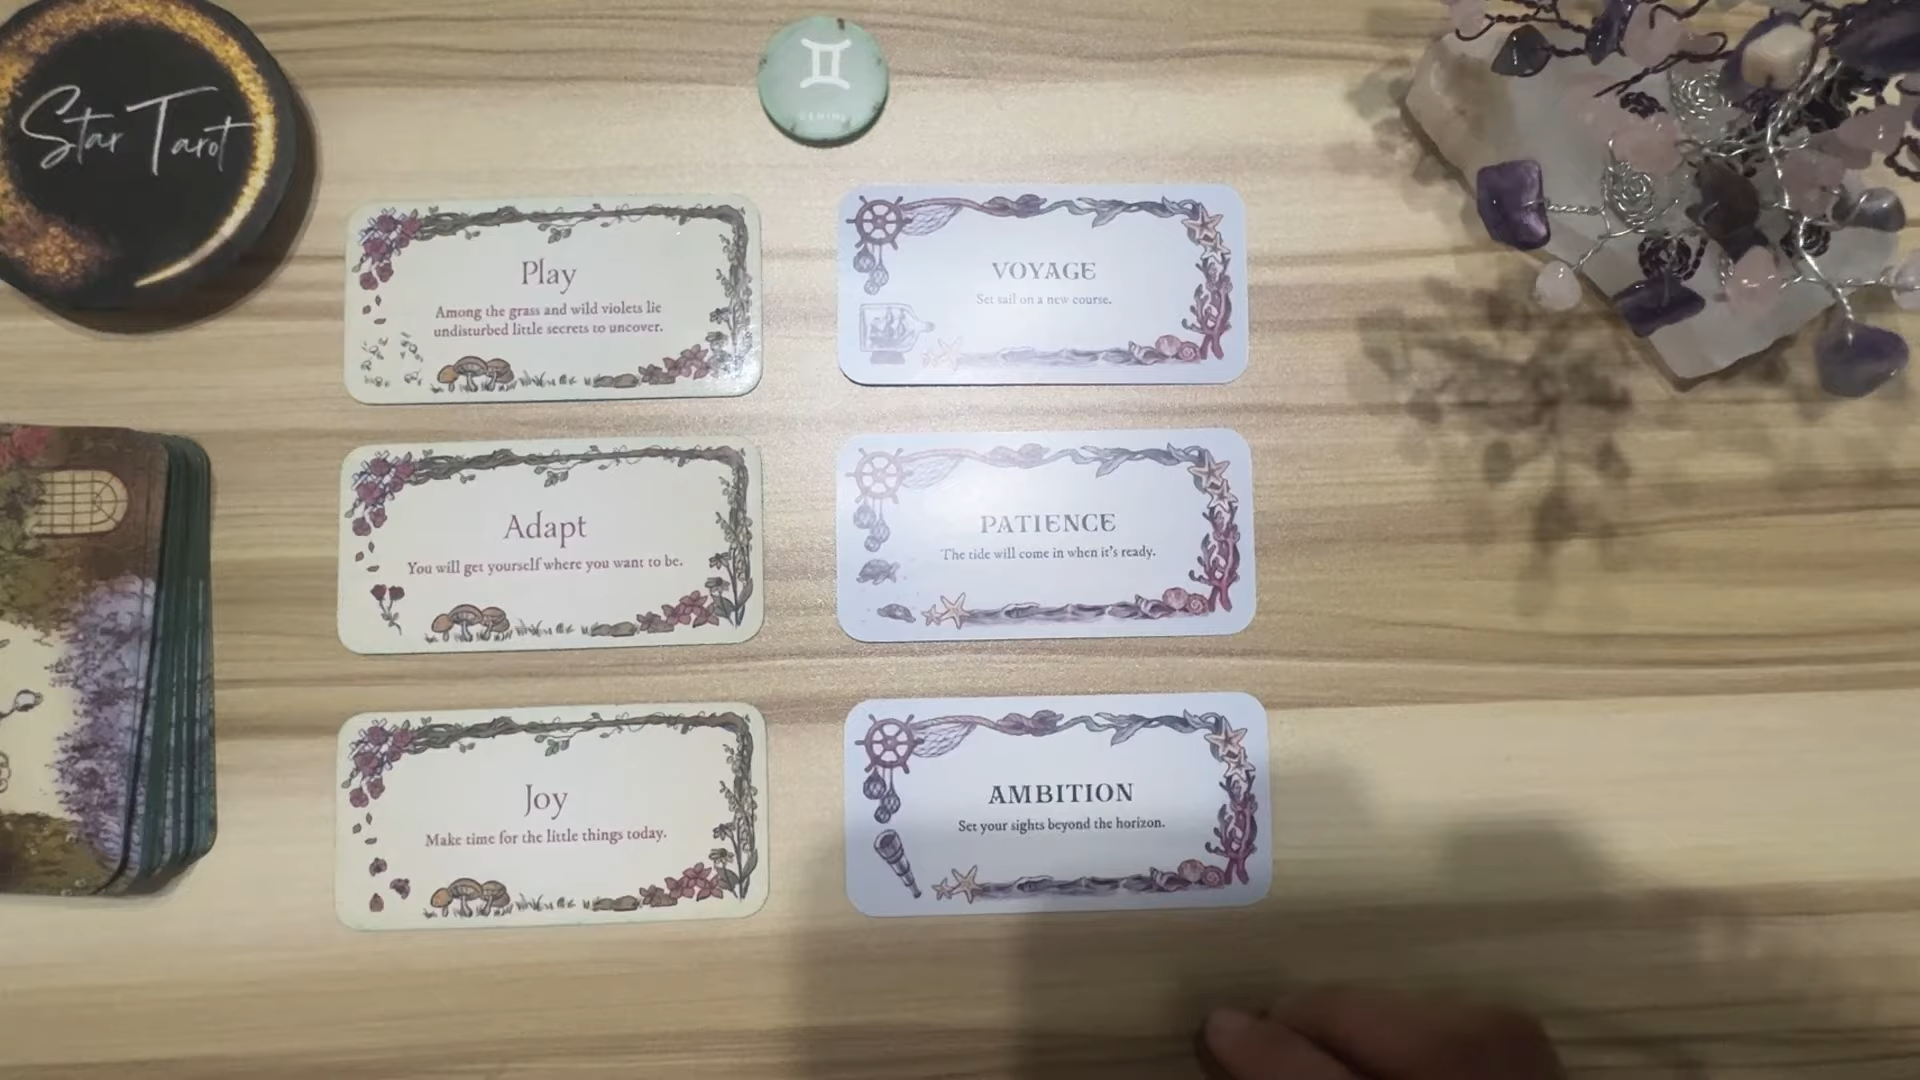 Star Tarot
GEMINI
Play
Among the grass and wild violets lie
undisturbed little secrets to uncover.
VOYAGE
Set sail on a new course.
Adapt
You will get yourself where you want to be.
PATIENCE
The tide will come in when it's ready.
Joy
Make time for the little things today.
AMBITION
Set your sights beyond the horizon.